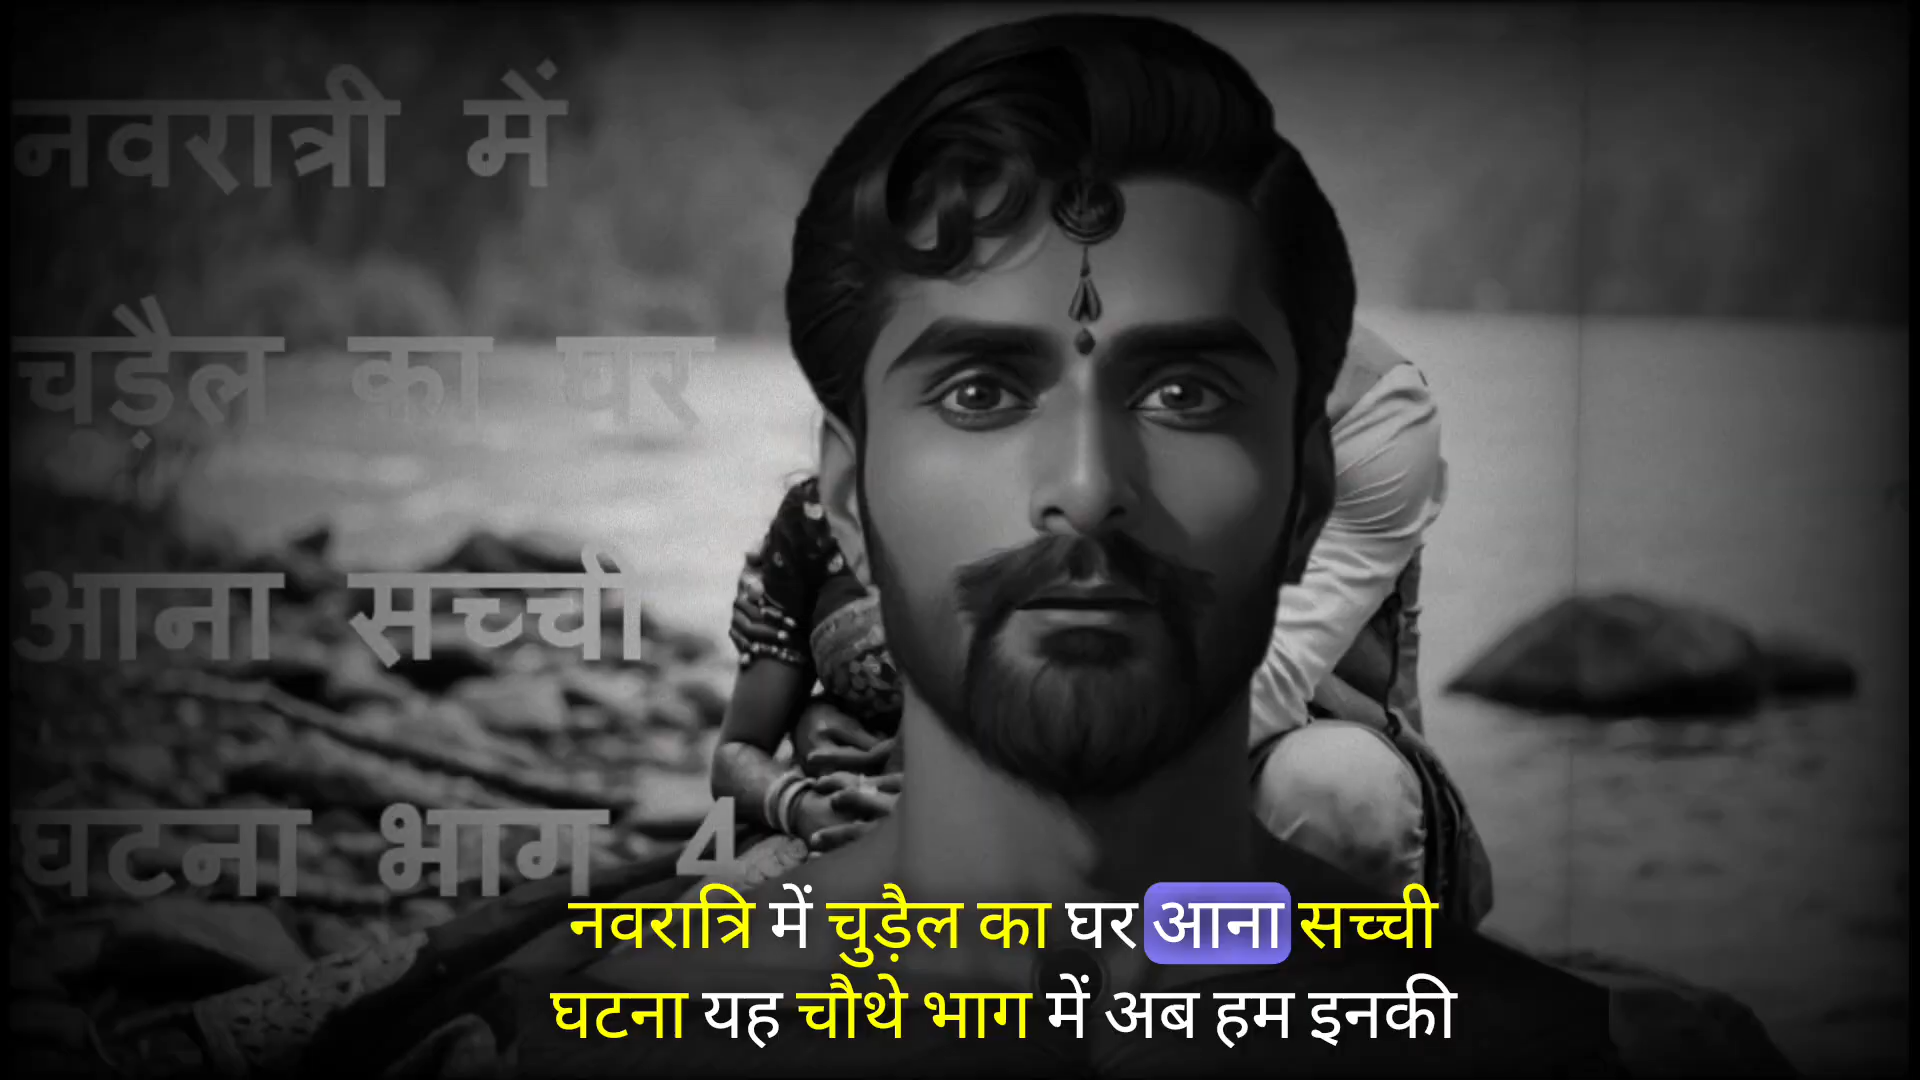 नवरात्री में
चड़ैल का घर
आना सच्ची
घटना भाग 4
नवरात्रि में चुड़ैल का घर आना सच्ची
घटना यह चौथे भाग में अब हम इनकी